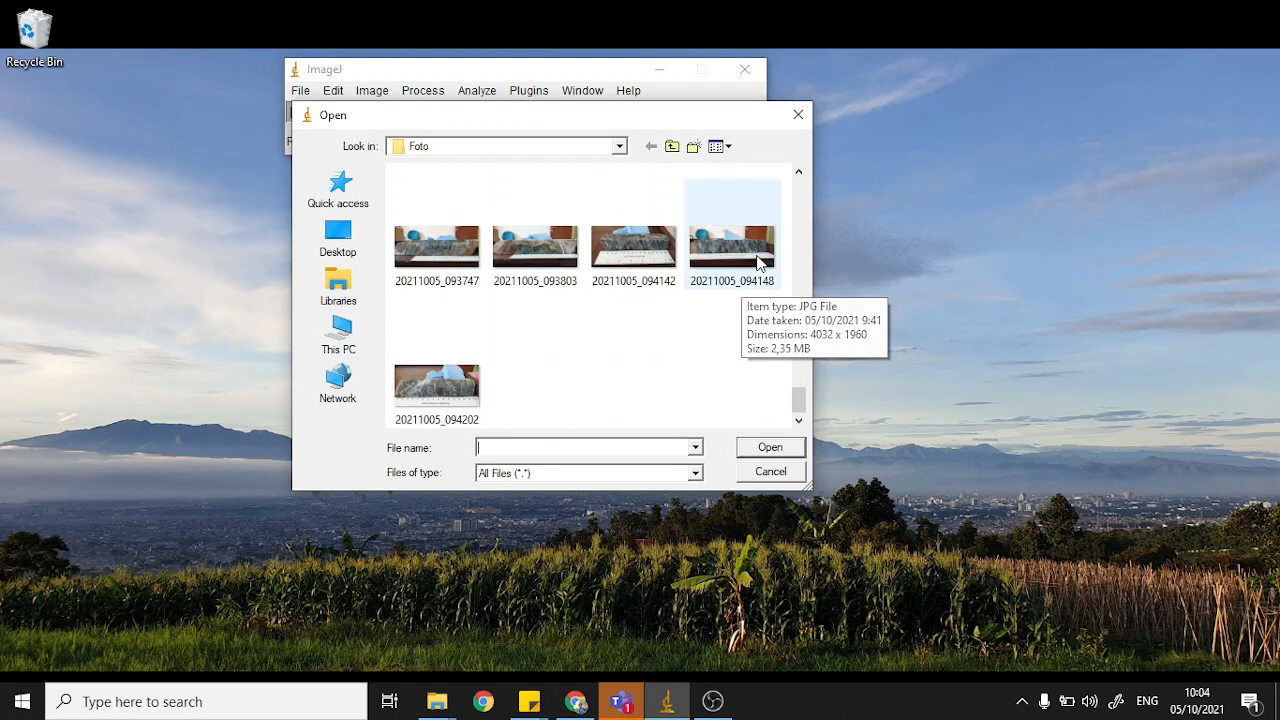 Recycle Bin
ImageJ
File Edit Image Process Analyze Plugins Window Help
Open
Look in: Foto
Quick access
Desktop
Libraries
This PC
Network
20211005_093747 20211005_093803 20211005_094142 20211005_094148
Item type: JPG File
Date taken: 05/10/2021 9:41
Dimensions: 4032 x 1960
Size: 2,35 MB
20211005_094202
File name: Open
Files of type: All Files (*.*) Cancel
Type here to search
1
ENG
10:04
05/10/2021
1